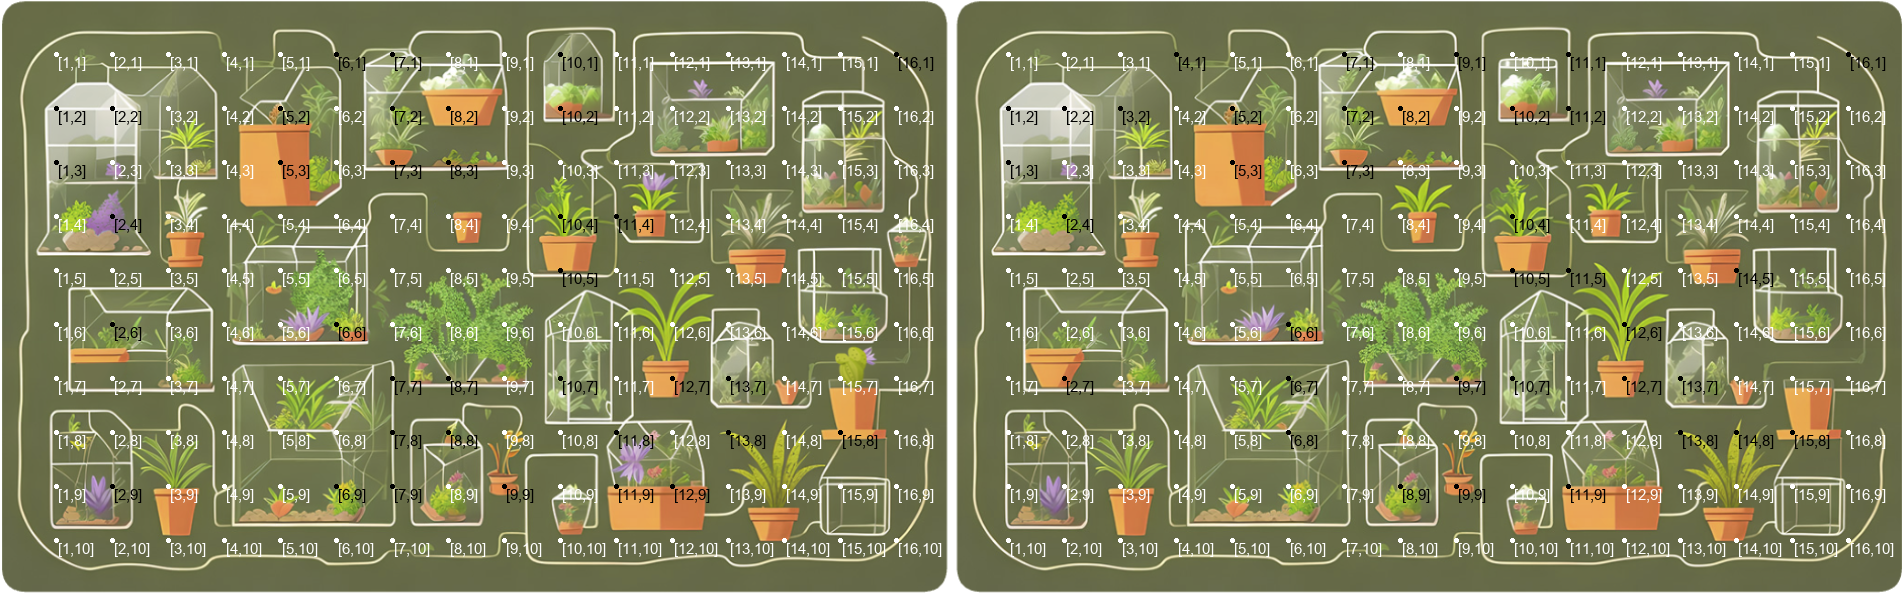 [1,1] [2,1] [3,1] [4,1] [5,1] [6,1] [7,1] [8,1] [9,1] [10,1] [11,1] [12,1] [13,1] [14,1] [15,1] [16,1] [1,1] [2,1] [3,1] [4,1] [5,1] [6,1] [7,1] [8,1] [9,1] [10,1] [11,1] [12,1] [13,1] [14,1] [15,1] [16,1]
[1,2] [2,2] [3,2] [4,2] [5,2] [6,2] [7,2] [8,2] [9,2] [10,2] [11,2] [12,2] [13,2] [14,2] [15,2] [16,2] [1,2] [2,2] [3,2] [4,2] [5,2] [6,2] [7,2] [8,2] [9,2] [10,2] [11,2] [12,2] [13,2] [14,2] [15,2] [16,2]
[1,3] [2,3] [3,3] [4,3] [5,3] [6,3] [7,3] [8,3] [9,3] [10,3] [11,3] [12,3] [13,3] [14,3] [15,3] [16,3] [1,3] [2,3] [3,3] [4,3] [5,3] [6,3] [7,3] [8,3] [9,3] [10,3] [11,3] [12,3] [13,3] [14,3] [15,3] [16,3]
[1,4] [2,4] [3,4] [4,4] [5,4] [6,4] [7,4] [8,4] [9,4] [10,4] [11,4] [12,4] [13,4] [14,4] [15,4] [16,4] [1,4] [2,4] [3,4] [4,4] [5,4] [6,4] [7,4] [8,4] [9,4] [10,4] [11,4] [12,4] [13,4] [14,4] [15,4] [16,4]
[1,5] [2,5] [3,5] [4,5] [5,5] [6,5] [7,5] [8,5] [9,5] [10,5] [11,5] [12,5] [13,5] [14,5] [15,5] [16,5] [1,5] [2,5] [3,5] [4,5] [5,5] [6,5] [7,5] [8,5] [9,5] [10,5] [11,5] [12,5] [13,5] [14,5] [15,5] [16,5]
[1,6] [2,6] [3,6] [4,6] [5,6] [6,6] [7,6] [8,6] [9,6] [10,6] [11,6] [12,6] [13,6] [14,6] [15,6] [16,6] [1,6] [2,6] [3,6] [4,6] [5,6] [6,6] [7,6] [8,6] [9,6] [10,6] [11,6] [12,6] [13,6] [14,6] [15,6] [16,6]
[1,7] [2,7] [3,7] [4,7] [5,7] [6,7] [7,7] [8,7] [9,7] [10,7] [11,7] [12,7] [13,7] [14,7] [15,7] [16,7] [1,7] [2,7] [3,7] [4,7] [5,7] [6,7] [7,7] [8,7] [9,7] [10,7] [11,7] [12,7] [13,7] [14,7] [15,7] [16,7]
[1,8] [2,8] [3,8] [4,8] [5,8] [6,8] [7,8] [8,8] [9,8] [10,8] [11,8] [12,8] [13,8] [14,8] [15,8] [16,8] [1,8] [2,8] [3,8] [4,8] [5,8] [6,8] [7,8] [8,8] [9,8] [10,8] [11,8] [12,8] [13,8] [14,8] [15,8] [16,8]
[1,9] [2,9] [3,9] [4,9] [5,9] [6,9] [7,9] [8,9] [9,9] [10,9] [11,9] [12,9] [13,9] [14,9] [15,9] [16,9] [1,9] [2,9] [3,9] [4,9] [5,9] [6,9] [7,9] [8,9] [9,9] [10,9] [11,9] [12,9] [13,9] [14,9] [15,9] [16,9]
[1,10] [2,10] [3,10] [4,10] [5,10] [6,10] [7,10] [8,10] [9,10] [10,10] [11,10] [12,10] [13,10] [14,10] [15,10] [16,10] [1,10] [2,10] [3,10] [4,10] [5,10] [6,10] [7,10] [8,10] [9,10] [10,10] [11,10] [12,10] [13,10] [14,10] [15,10] [16,10]